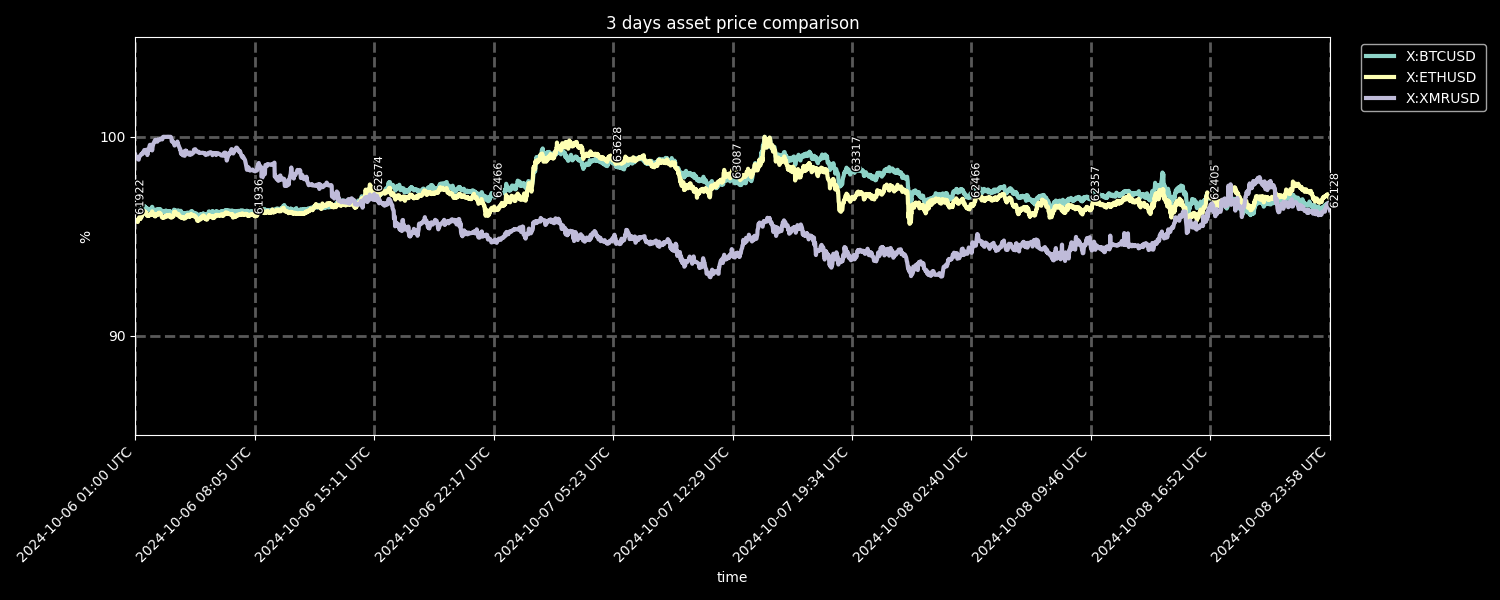 3 days asset price comparison
X:BTCUSD
X:ETHUSD
X:XMRUSD
100
90
%
61922
61936
62674
62466
63628
63087
63317
62466
62357
62405
62128
2024-10-06 01:00 UTC
2024-10-06 08:05 UTC
2024-10-06 15:11 UTC
2024-10-06 22:17 UTC
2024-10-07 05:23 UTC
2024-10-07 12:29 UTC
2024-10-07 19:34 UTC
2024-10-08 02:40 UTC
2024-10-08 09:46 UTC
2024-10-08 16:52 UTC
2024-10-08 23:58 UTC
time